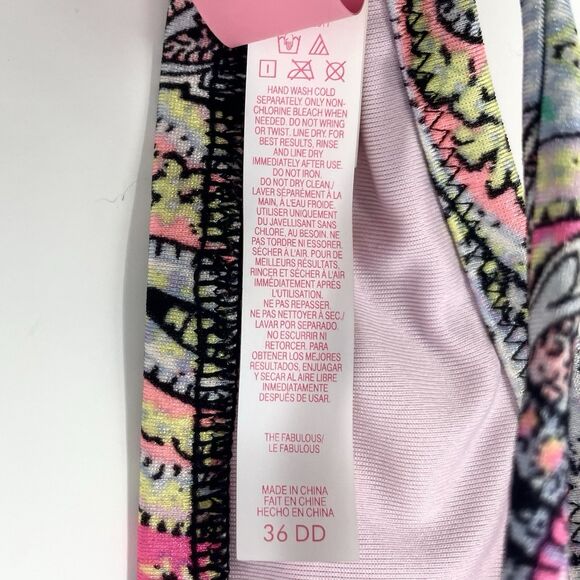 HAND WASH COLD
SEPARATELY. ONLY NON-
CHLORINE BLEACH WHEN
NEEDED. DO NOT WRING
OR TWIST. LINE DRY. FOR
BEST RESULTS, RINSE
AND LINE DRY
IMMEDIATELY AFTER USE.
DO NOT IRON.
DO NOT DRY CLEAN./
LAVER SÉPARÉMENT À LA
MAIN, À L'EAU FROIDE.
UTILISER UNIQUEMENT
DU JAVELLISANT SANS
CHLORE, AU BESOIN. NE
PAS TORDRE NI ESSORER.
SÉCHER À L'AIR. POUR DE
MEILLEURS RÉSULTATS,
RINCER ET SÉCHER À L'AIR
IMMÉDIATEMENT APRÈS
L'UTILISATION.
NE PAS REPASSER.
NE PAS NETTOYER À SEC./
LAVAR POR SEPARADO.
NO ESCURRIR NI
RETORCER. PARA
OBTENER LOS MEJORES
RESULTADOS, ENJUAGAR
Y SECAR AL AIRE LIBRE
INMEDIATAMENTE
DESPUÉS DE USAR.
THE FABULOUS/
LE FABULOUS
MADE IN CHINA
FAIT EN CHINE
HECHO EN CHINA
36 DD